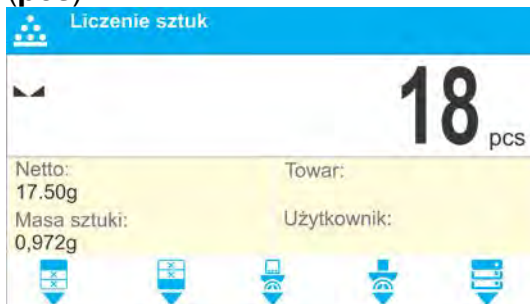 (pcs)
Liczenie sztuk
18 pcs
Netto:
17.50g
Towar:
Masa sztuki:
0,972g
Użytkownik: